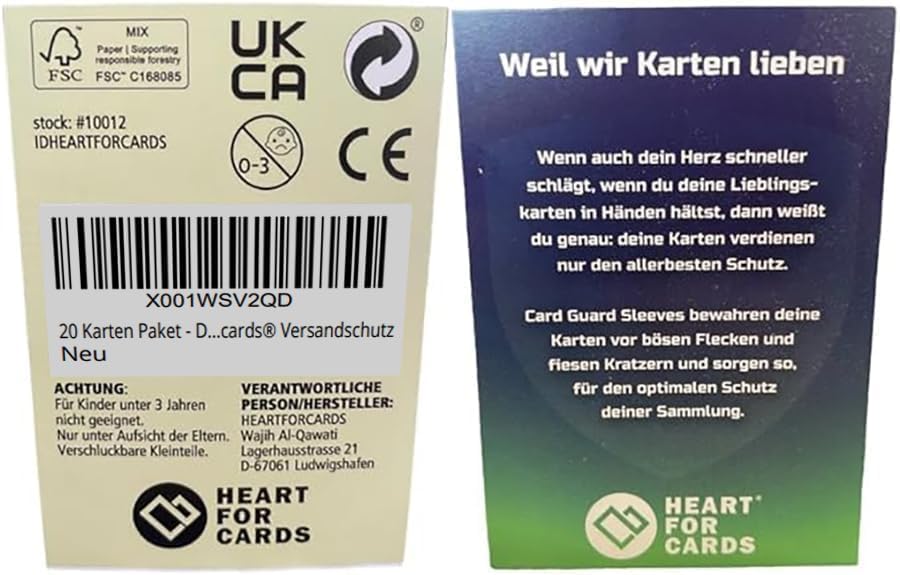 MIX
Paper | Supporting
responsible forestry
FSC
FSC™ C168085
UK
CA
®
stock: #10012
IDHEARTFORCARDS
0-3
CE
X001WSV2QD
20 Karten Paket - D...cards® Versandschutz
Neu
ACHTUNG:
Für Kinder unter 3 Jahren
nicht geeignet.
Nur unter Aufsicht der Eltern.
Verschluckbare Kleinteile.
VERANTWORTLICHE
PERSON/HERSTELLER:
HEARTFORCARDS
Wajih Al-Qawati
Lagerhausstrasse 21
D-67061 Ludwigshafen
HEART
FOR
CARDS
Weil wir Karten lieben
Wenn auch dein Herz schneller
schlägt, wenn du deine Lieblings-
karten in Händen hältst, dann weißt
du genau: deine Karten verdienen
nur den allerbesten Schutz.
Card Guard Sleeves bewahren deine
Karten vor bösen Flecken und
fiesen Kratzern und sorgen so,
für den optimalen Schutz
deiner Sammlung.
HEART®
FOR
CARDS